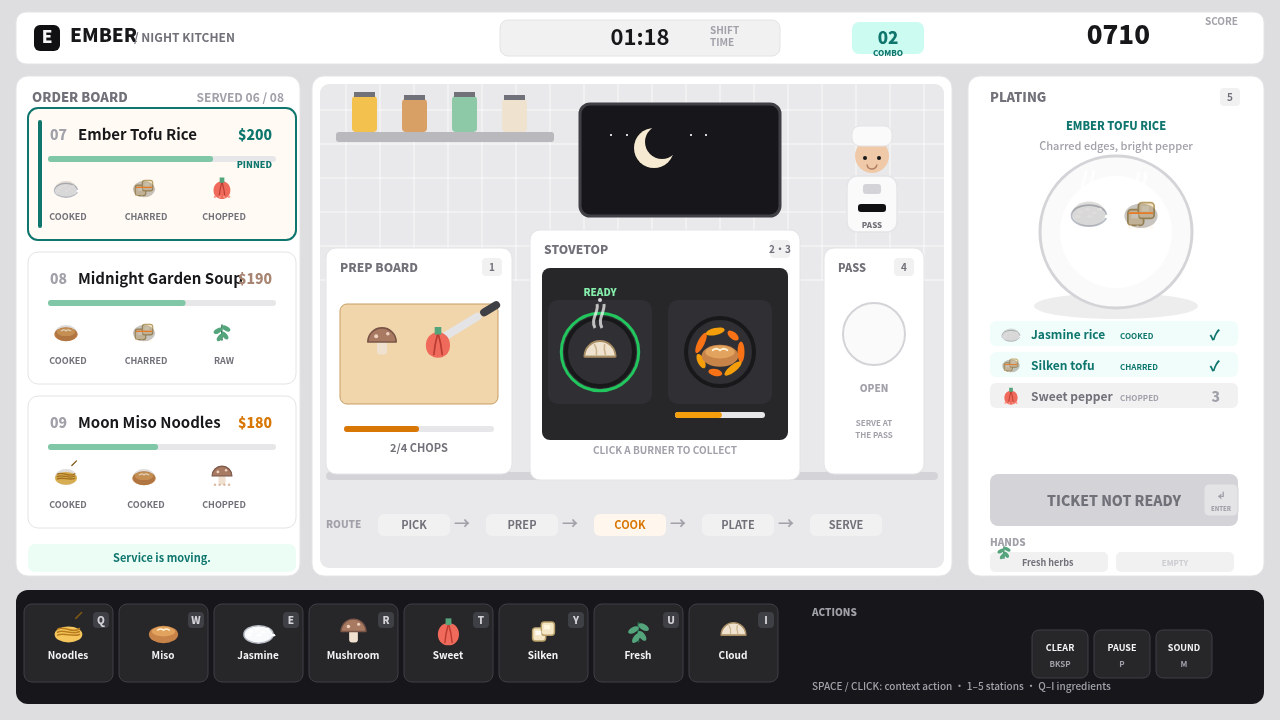 E EMBER / NIGHT KITCHEN
01:18 SHIFT TIME
02 COMBO
0710 SCORE
ORDER BOARD SERVED 06 / 08
07 Ember Tofu Rice $200
PINNED
COOKED CHARRED CHOPPED
08 Midnight Garden Soup $190
COOKED CHARRED RAW
09 Moon Miso Noodles $180
COOKED COOKED CHOPPED
Service is moving.
PASS
PREP BOARD 1
2/4 CHOPS
STOVETOP 2 · 3
READY
CLICK A BURNER TO COLLECT
PASS 4
OPEN
SERVE AT
THE PASS
ROUTE PICK → PREP → COOK → PLATE → SERVE
PLATING 5
EMBER TOFU RICE
Charred edges, bright pepper
Jasmine rice COOKED ✓
Silken tofu CHARRED ✓
Sweet pepper CHOPPED 3
TICKET NOT READY ↲ ENTER
HANDS
Fresh herbs EMPTY
Q W E R T Y U I
Noodles Miso Jasmine Mushroom Sweet Silken Fresh Cloud
ACTIONS
CLEAR PAUSE SOUND
BKSP P M
SPACE / CLICK: context action · 1–5 stations · Q–I ingredients